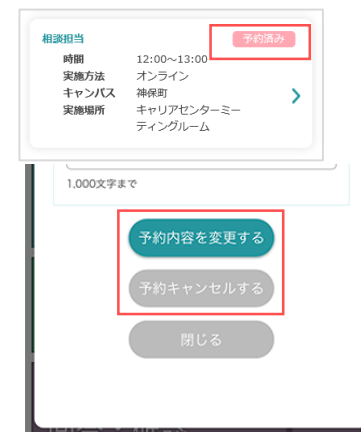 相談担当 予約済み
時間 12:00～13:00
実施方法 オンライン
キャンパス 神保町
実施場所 キャリアセンターミー
ティングルーム
1,000文字まで
予約内容を変更する
予約キャンセルする
閉じる